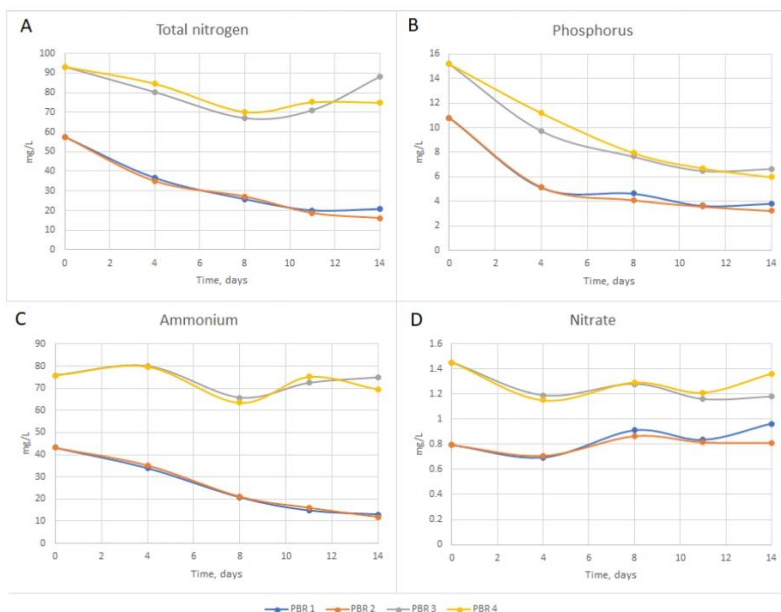 A
Total nitrogen
100
90
80
70
60
50
40
30
20
10
0
mg/L
0 2 4 6 8 10 12 14
Time, days
B
Phosphorus
16
14
12
10
8
6
4
2
0
mg/L
0 2 4 6 8 10 12 14
Time, days
C
Ammonium
90
80
70
60
50
40
30
20
10
0
mg/L
0 2 4 6 8 10 12 14
Time, days
D
Nitrate
1.6
1.4
1.2
1
0.8
0.6
0.4
0.2
0
mg/L
0 2 4 6 8 10 12 14
Time, days
PBR 1 PBR 2 PBR 3 PBR 4